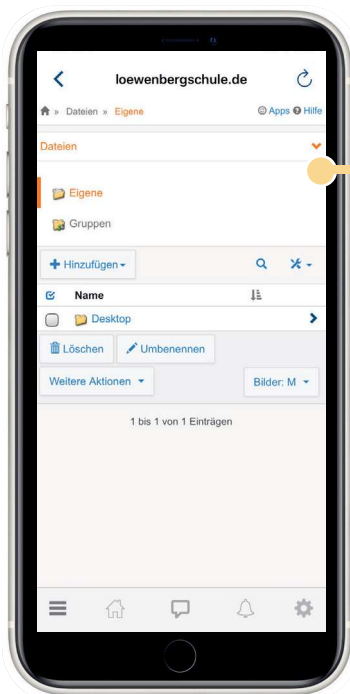 loewenbergschule.de
» Dateien » Eigene Apps Hilfe
Dateien
Eigene
Gruppen
Hinzufügen
Name
Desktop
Löschen Umbenennen
Weitere Aktionen Bilder: M
1 bis 1 von 1 Einträgen